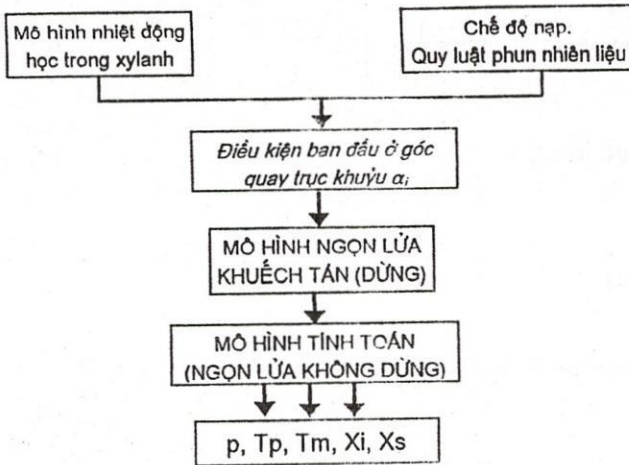 Mô hình nhiệt động
học trong xylanh
Chế độ nạp.
Quy luật phun nhiên liệu
Điều kiện ban đầu ở góc
quay trục khuỷu αi
MÔ HÌNH NGỌN LỬA
KHUẾCH TÁN (DỪNG)
MÔ HÌNH TÍNH TOÁN
(NGỌN LỬA KHÔNG DỪNG)
p, Tp, Tm, Xi, Xs